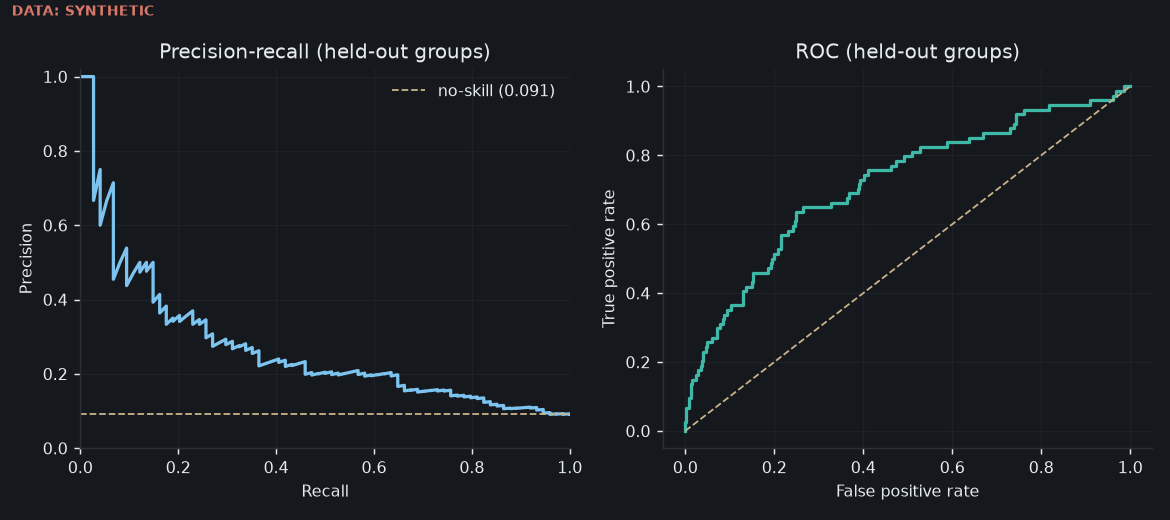 DATA: SYNTHETIC
Precision-recall (held-out groups)
no-skill (0.091)
Precision
1.0
0.8
0.6
0.4
0.2
0.0
0.0 0.2 0.4 0.6 0.8 1.0
Recall
ROC (held-out groups)
True positive rate
1.0
0.8
0.6
0.4
0.2
0.0
0.0 0.2 0.4 0.6 0.8 1.0
False positive rate